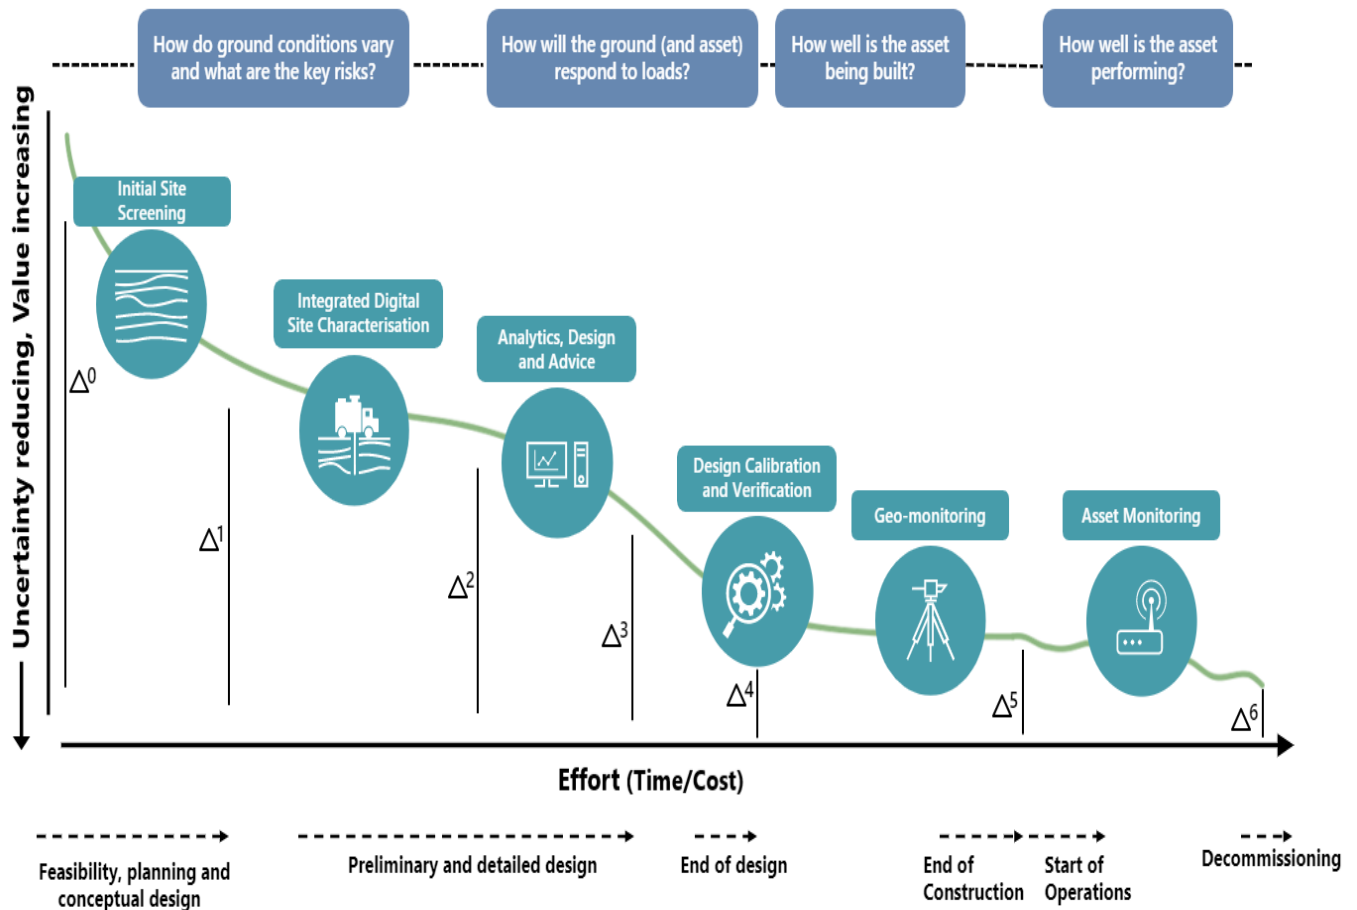 How do ground conditions vary
and what are the key risks?
How will the ground (and asset)
respond to loads?
How well is the asset
being built?
How well is the asset
performing?
Uncertainty reducing, Value increasing
Initial Site
Screening
Integrated Digital
Site Characterisation
Analytics, Design
and Advice
Design Calibration
and Verification
Geo-monitoring
Asset Monitoring
Δ⁰
Δ¹
Δ²
Δ³
Δ⁴
Δ⁵
Δ⁶
Effort (Time/Cost)
Feasibility, planning and
conceptual design
Preliminary and detailed design
End of design
End of
Construction
Start of
Operations
Decommissioning